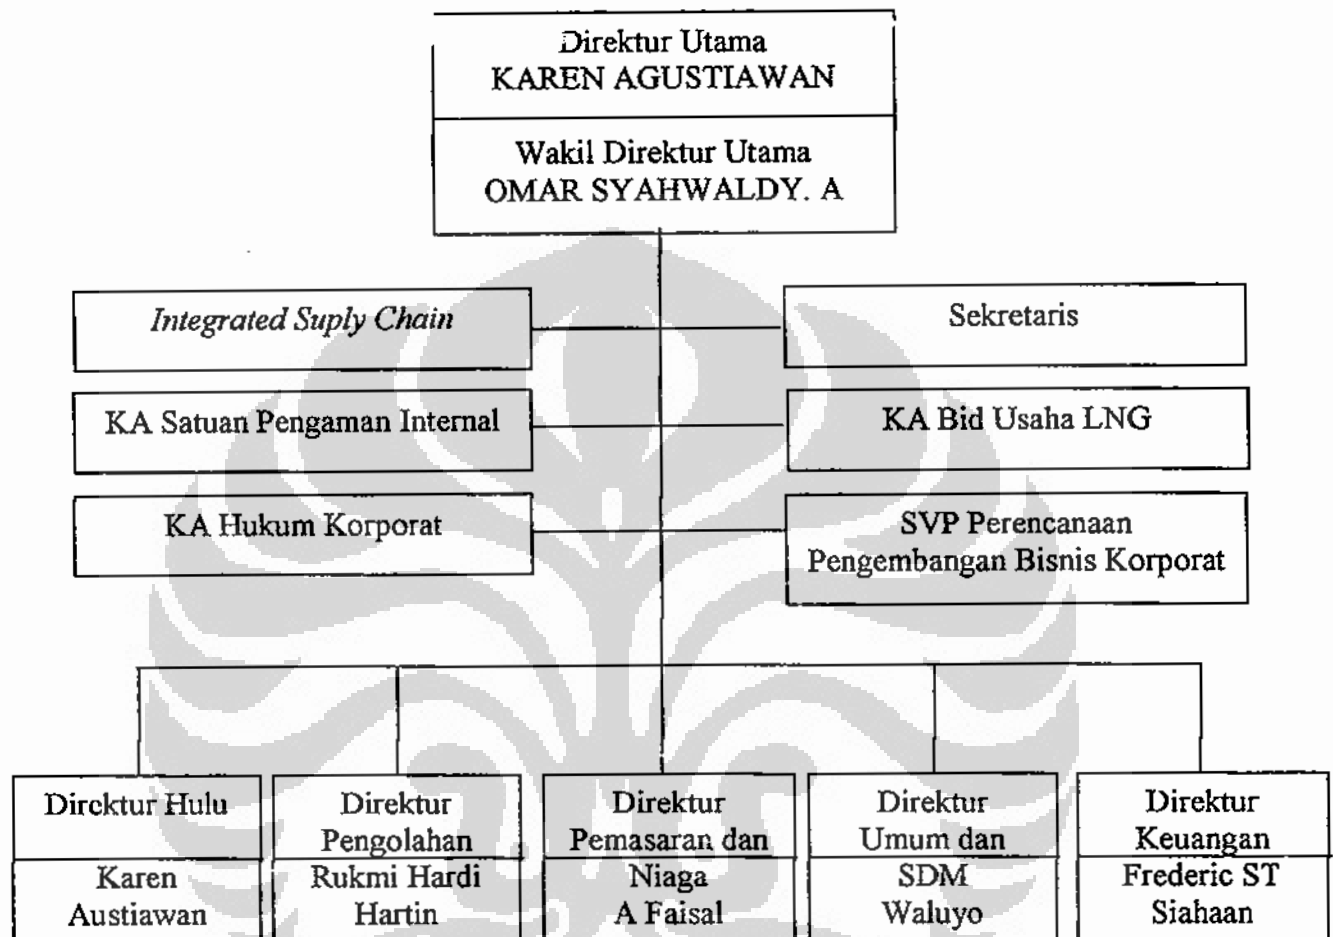 Direktur Utama
KAREN AGUSTIAWAN
Wakil Direktur Utama
OMAR SYAHWALDY. A
Integrated Suply Chain
Sekretaris
KA Satuan Pengaman Internal
KA Bid Usaha LNG
KA Hukum Korporat
SVP Perencanaan
Pengembangan Bisnis Korporat
Direktur Hulu
Karen
Austiawan
Direktur
Pengolahan
Rukmi Hardi
Hartin
Direktur
Pemasaran dan
Niaga
A Faisal
Direktur
Umum dan
SDM
Waluyo
Direktur
Keuangan
Frederic ST
Siahaan